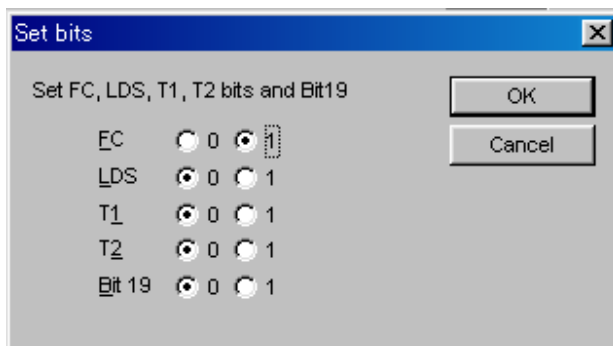 Set bits
Set FC, LDS, T1, T2 bits and Bit19
OK
Cancel
FC 0 1
LDS 0 1
T1 0 1
T2 0 1
Bit 19 0 1